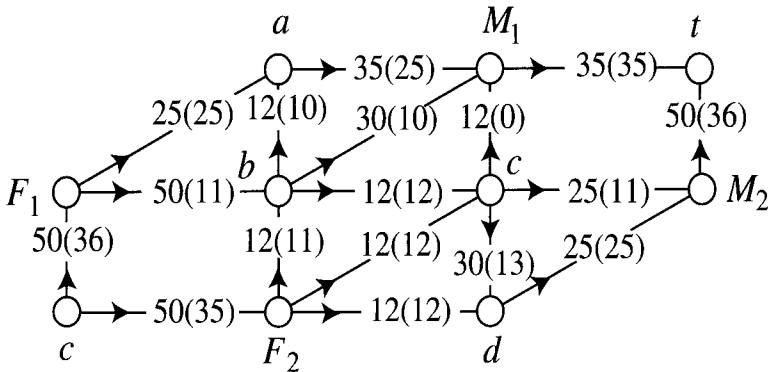 a M₁ t
35(25) 35(35)
25(25) 12(10) 30(10) 12(0) 50(36)
F₁ 50(11) b 12(12) c 25(11) M₂
50(36) 12(11) 12(12) 30(13) 25(25)
50(35) 12(12)
c F₂ d